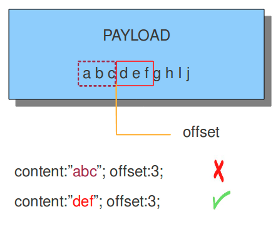 PAYLOAD
a b c d e f g h I j
offset
content:"abc"; offset:3;
content:"def"; offset:3;